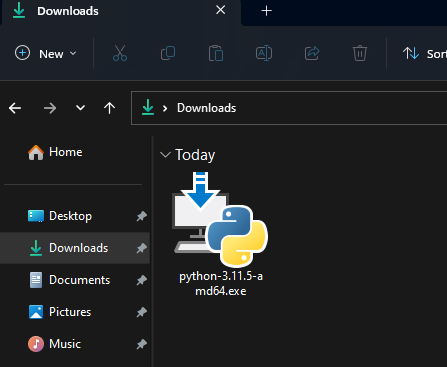 Downloads
New
Sort
Downloads
Home
Today
Desktop
Downloads
Documents
Pictures
Music
python-3.11.5-a
md64.exe